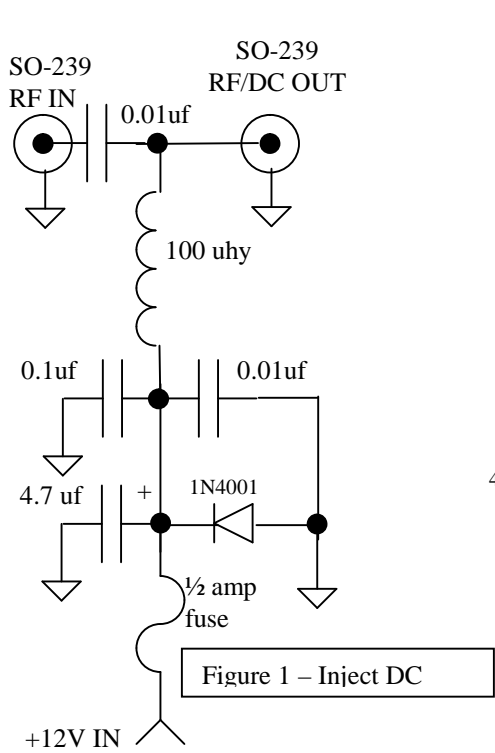 SO-239
RF IN
SO-239
RF/DC OUT
0.01uf
100 uhy
0.1uf
0.01uf
4.7 uf
+
1N4001
4
½ amp
fuse
Figure 1 – Inject DC
+12V IN